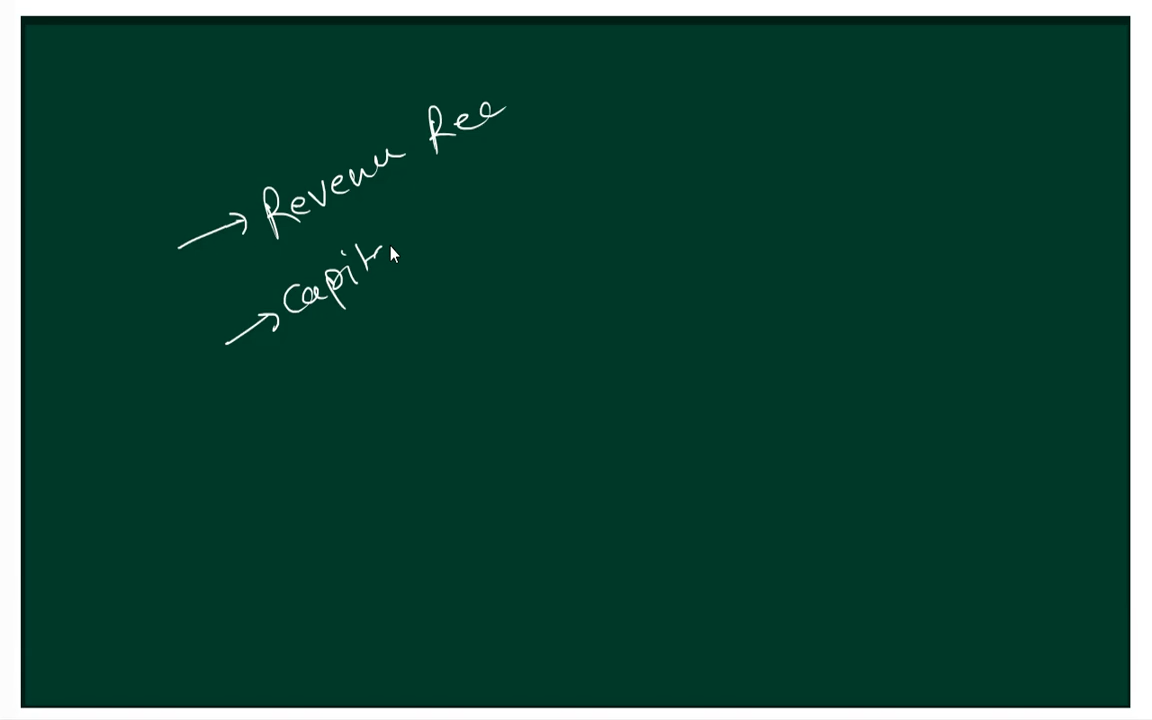 → Revenu Rec
→ Capit